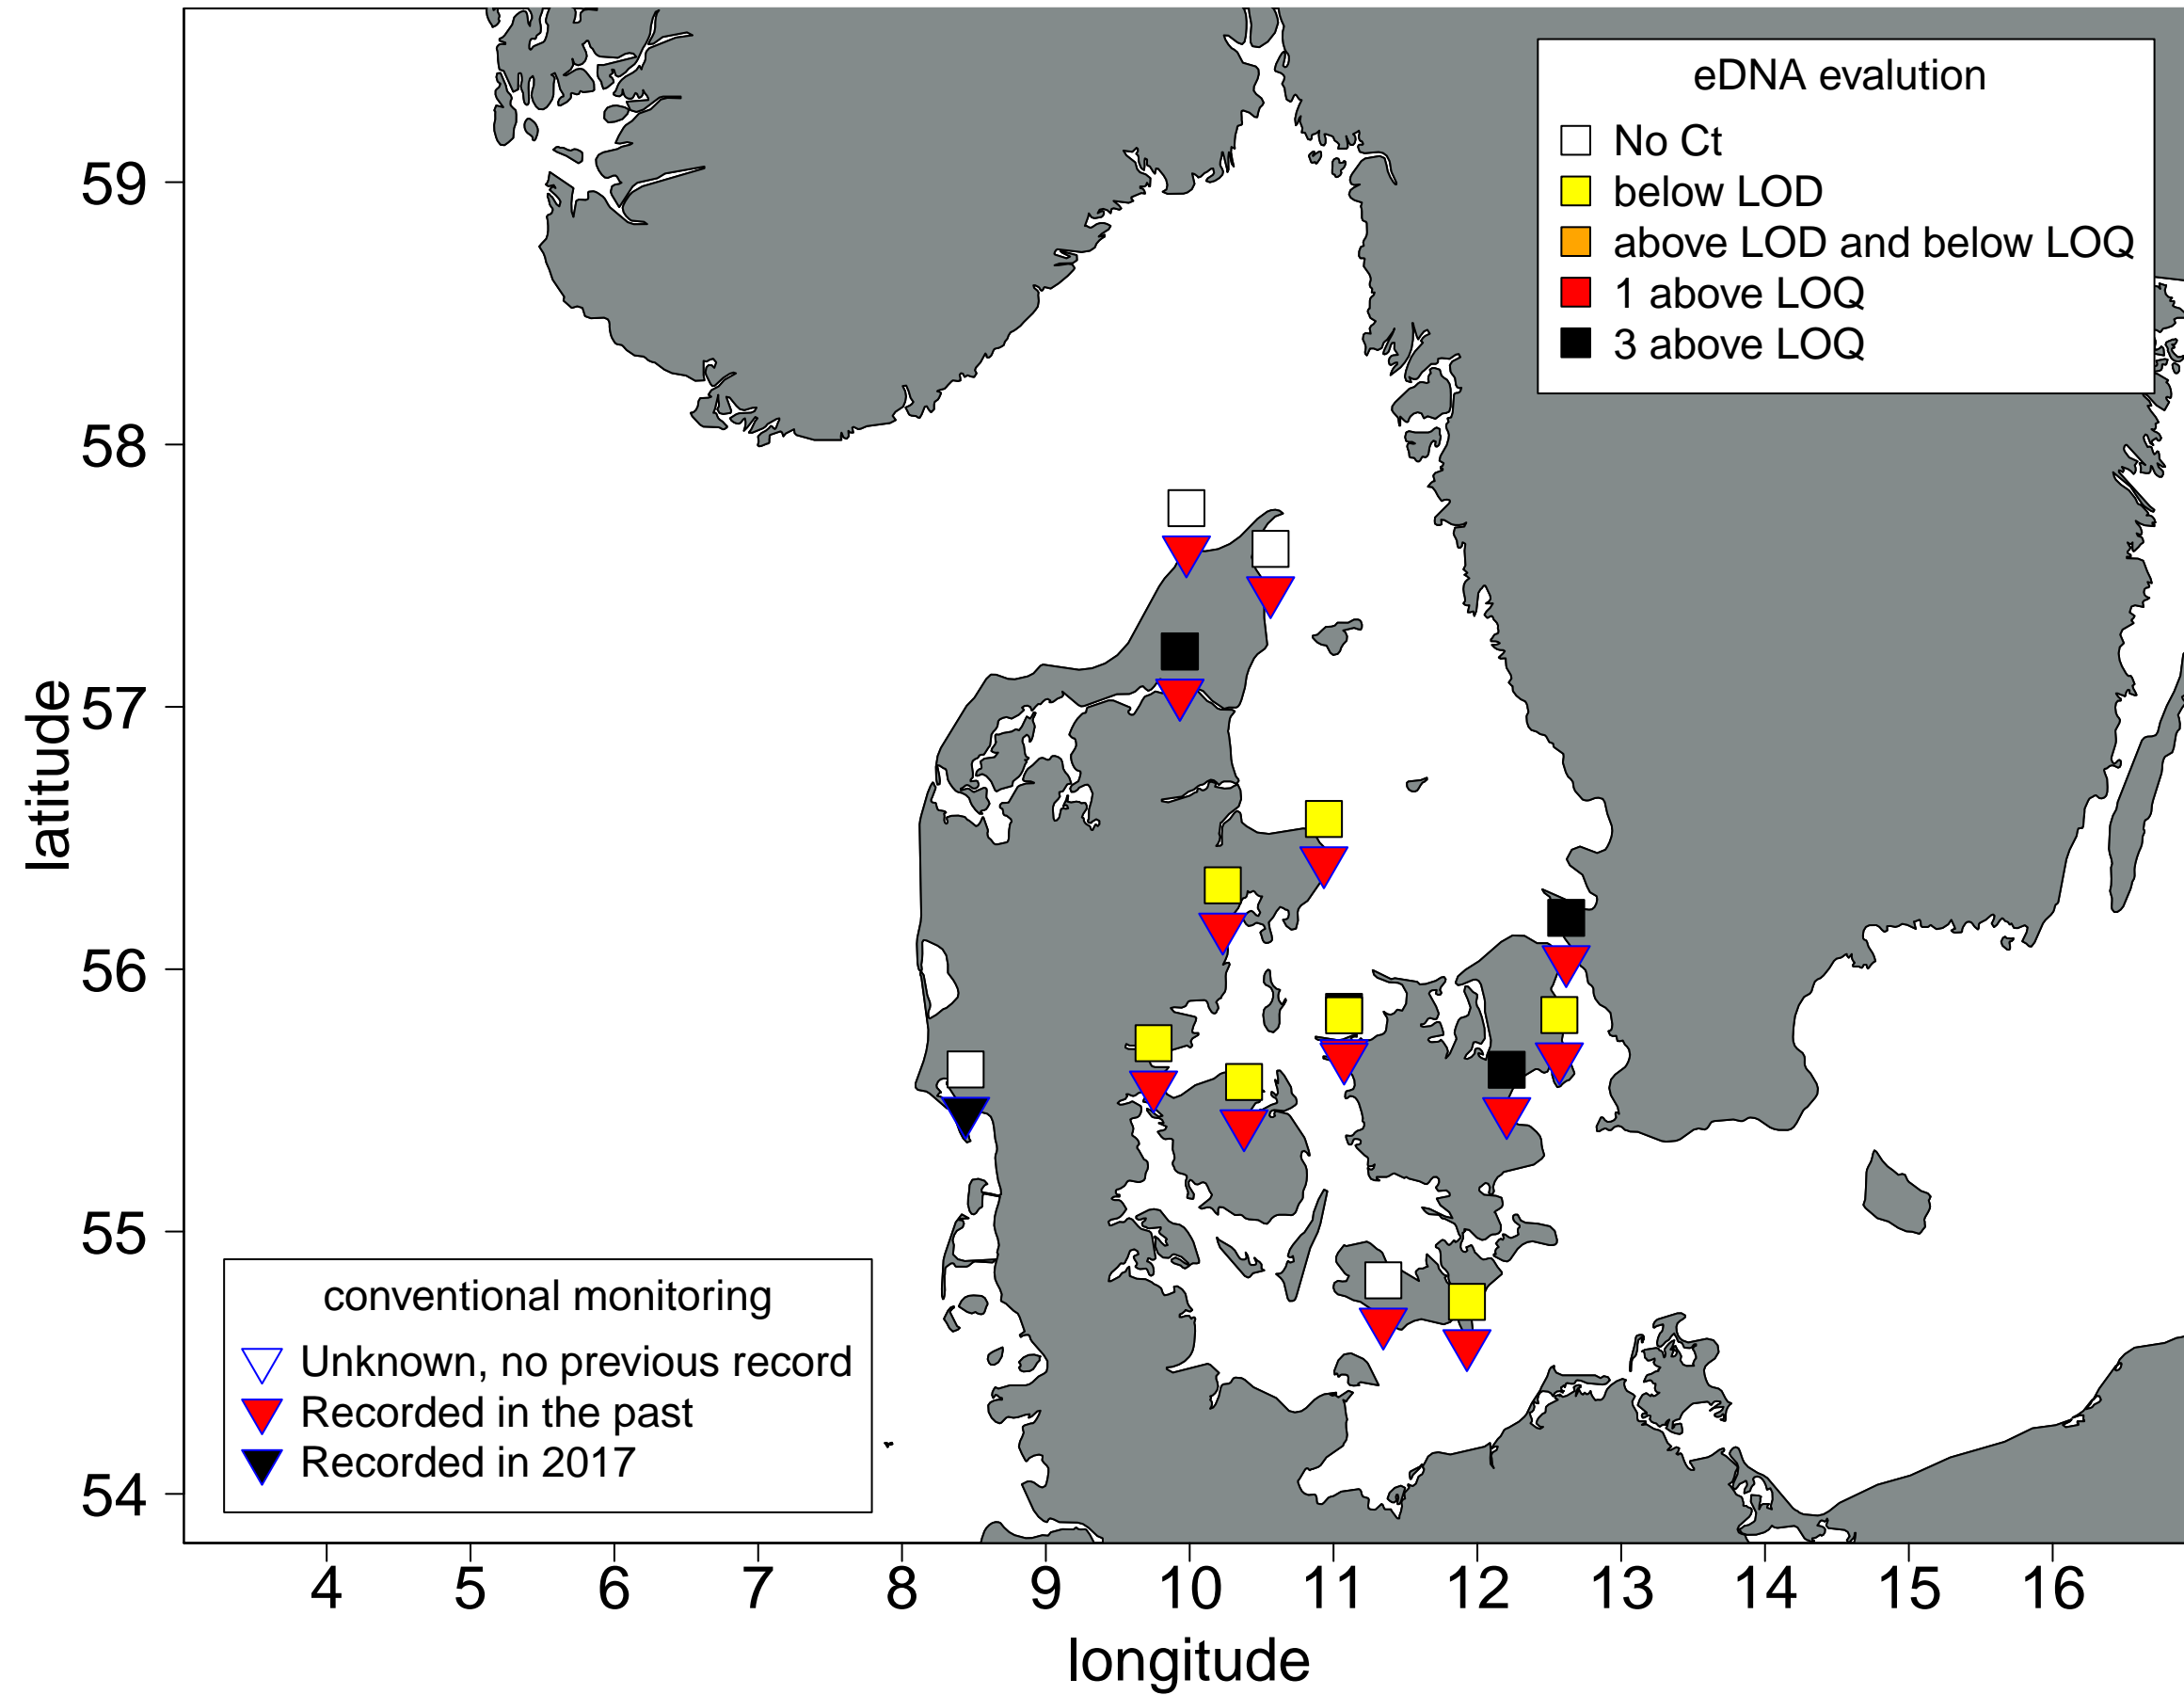 eDNA evalution
No Ct
below LOD
above LOD and below LOQ
1 above LOQ
3 above LOQ
59
58
57
56
55
54
latitude
conventional monitoring
Unknown, no previous record
Recorded in the past
Recorded in 2017
4 5 6 7 8 9 10 11 12 13 14 15 16
longitude